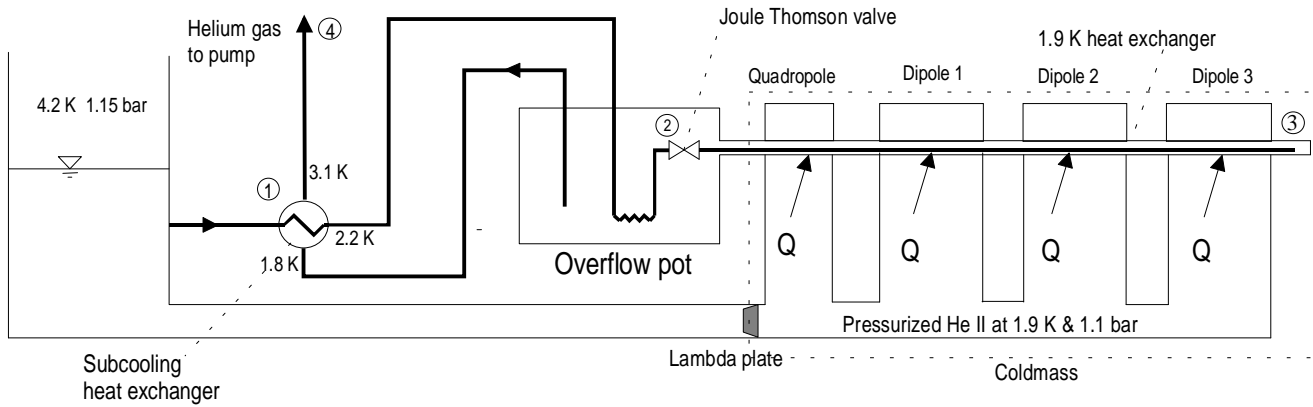 Helium gas
to pump
④
Joule Thomson valve
1.9 K heat exchanger
Quadropole
Dipole 1
Dipole 2
Dipole 3
4.2 K 1.15 bar
②
③
3.1 K
①
2.2 K
1.8 K
Overflow pot
Q
Q
Q
Q
Pressurized He II at 1.9 K & 1.1 bar
Subcooling
heat exchanger
Lambda plate
Coldmass